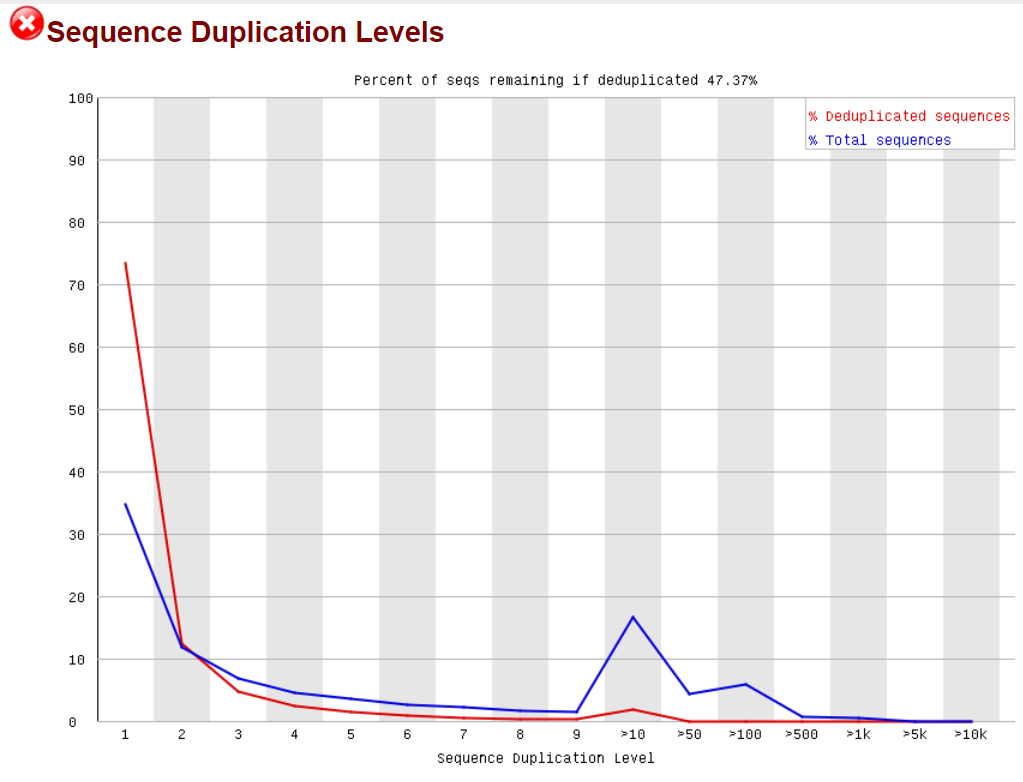 Sequence Duplication Levels
Percent of seqs remaining if deduplicated 47.37%
% Deduplicated sequences
% Total sequences
100
90
80
70
60
50
40
30
20
10
0
1 2 3 4 5 6 7 8 9 >10 >50 >100 >500 >1k >5k >10k
Sequence Duplication Level